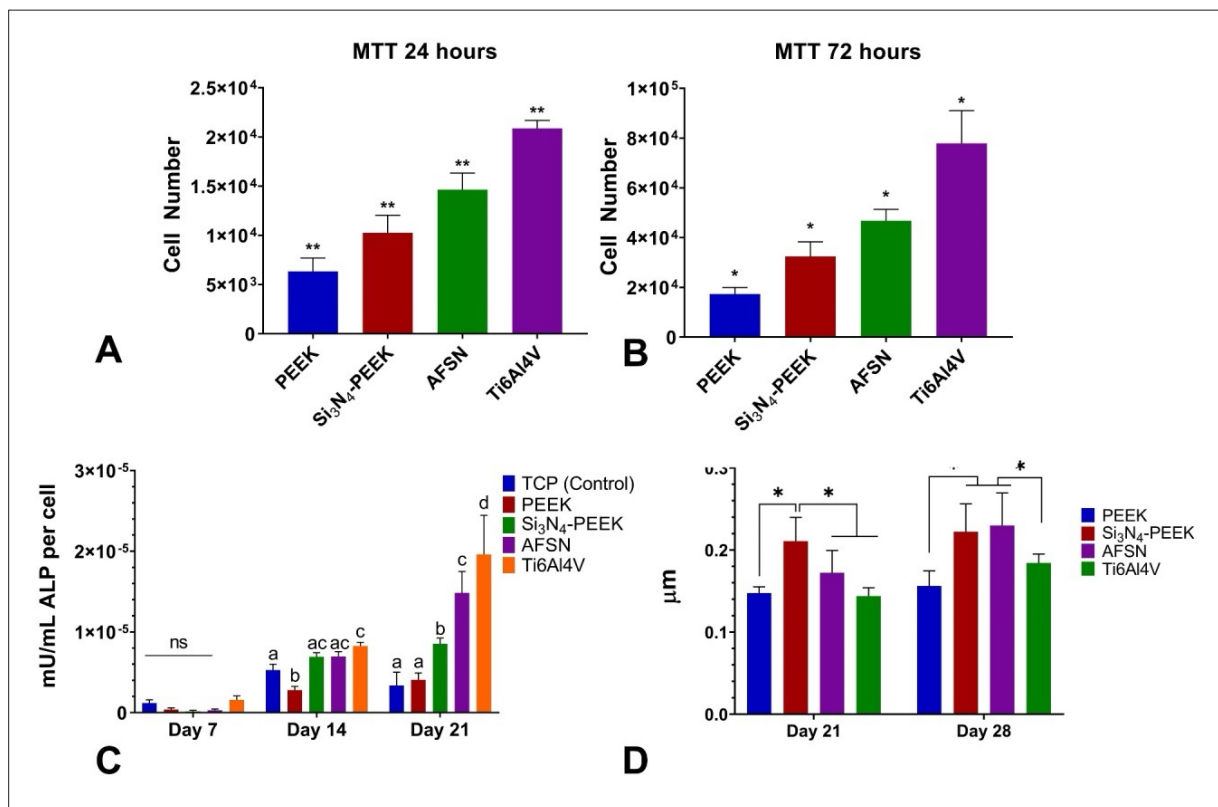 MTT 24 hours
2.5×10⁴
2×10⁴
1.5×10⁴
1×10⁴
5×10³
0
Cell Number
**
**
**
**
PEEK
Si₃N₄-PEEK
AFSN
Ti6Al4V
A
MTT 72 hours
1×10⁵
8×10⁴
6×10⁴
4×10⁴
2×10⁴
0
Cell Number
*
*
*
*
PEEK
Si₃N₄-PEEK
AFSN
Ti6Al4V
B
3×10⁻⁵
2×10⁻⁵
1×10⁻⁵
0
mU/mL ALP per cell
TCP (Control)
PEEK
Si₃N₄-PEEK
AFSN
Ti6Al4V
ns
a b ac ac c
a a b c d
Day 7 Day 14 Day 21
C
0.3
0.2
0.1
0.0
μm
* * *
PEEK
Si₃N₄-PEEK
AFSN
Ti6Al4V
Day 21 Day 28
D